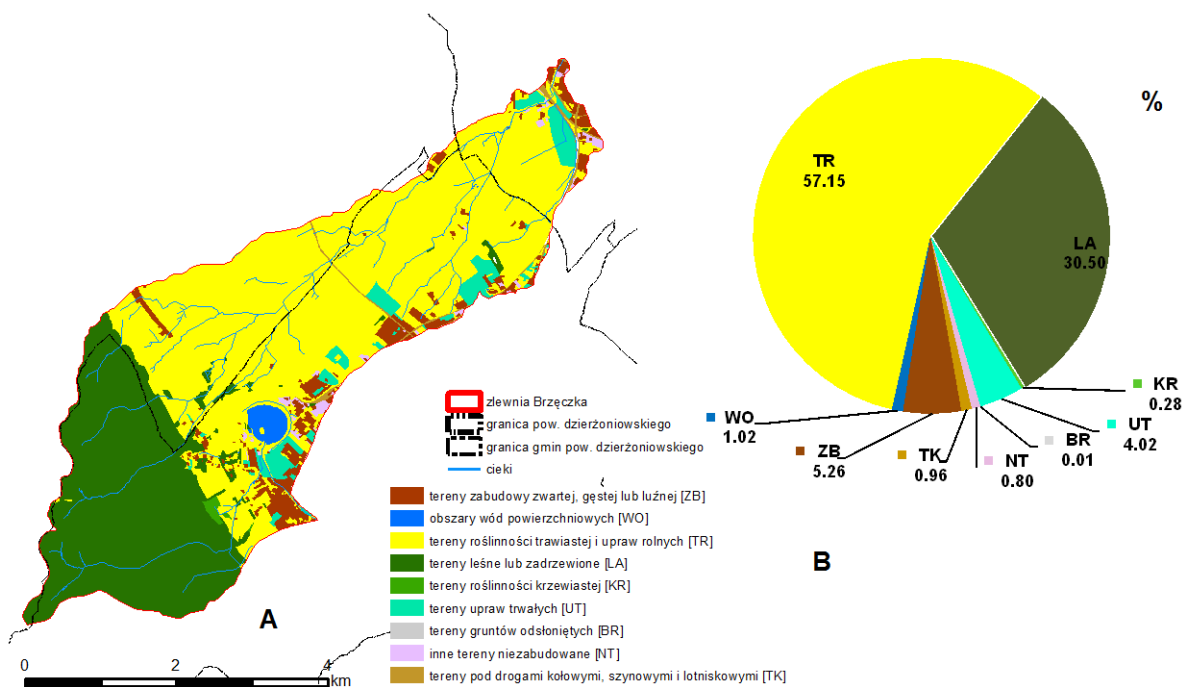 %
TR
57.15
LA
30.50
KR
0.28
UT
4.02
BR
0.01
NT
0.80
TK
0.96
ZB
5.26
WO
1.02
zlewnia Brzęczka
granica pow. dzierżoniowskiego
granica gmin pow. dzierżoniowskiego
cieki
tereny zabudowy zwartej, gęstej lub luźnej [ZB]
obszary wód powierzchniowych [WO]
tereny roślinności trawiastej i upraw rolnych [TR]
tereny leśne lub zadrzewione [LA]
tereny roślinności krzewiastej [KR]
tereny upraw trwałych [UT]
tereny gruntów odsłoniętych [BR]
inne tereny niezabudowane [NT]
tereny pod drogami kołowymi, szynowymi i lotniskowymi [TK]
A
B
0 2 4
km